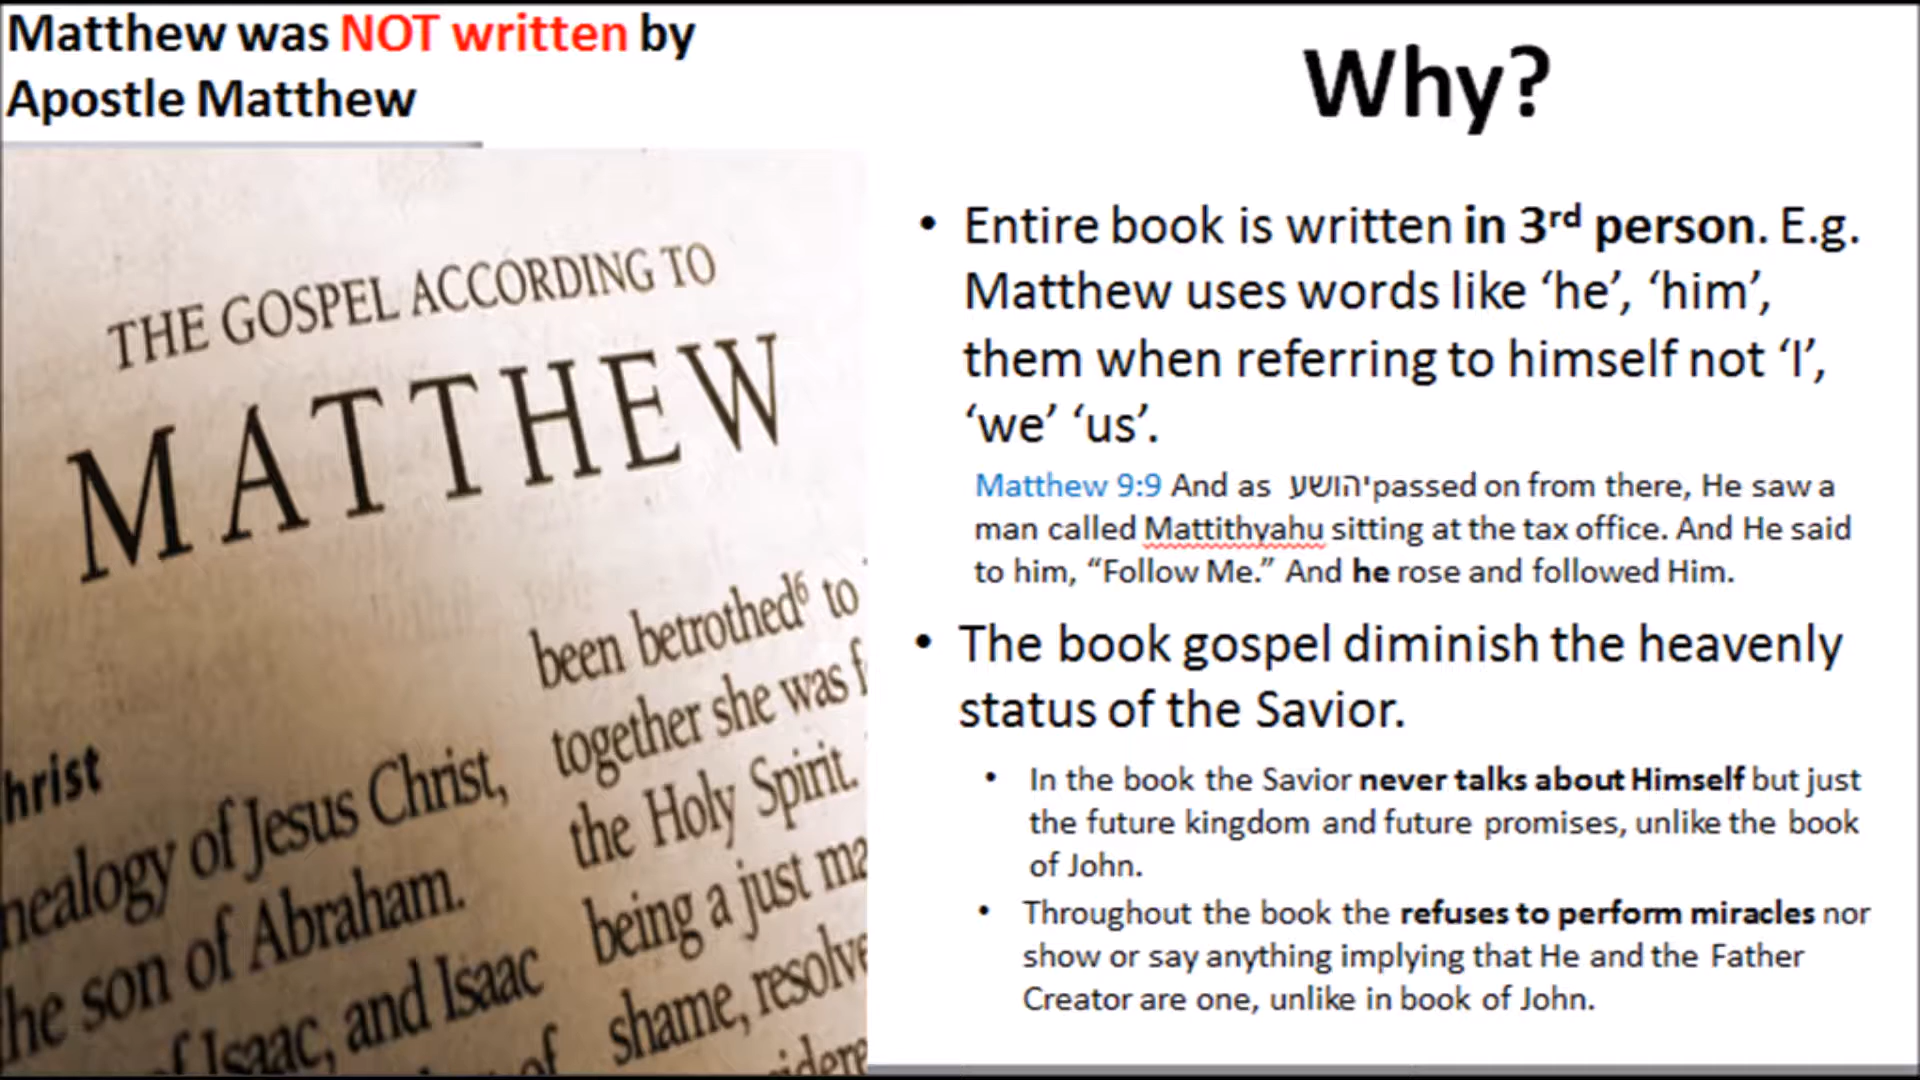 Matthew was NOT written by
Apostle Matthew
THE GOSPEL ACCORDING TO
MATTHEW
hrist
nealogy of Jesus Christ,
he son of Abraham.
of Isaac, and Isaac
of
been betrothed⁶ to
together she was f
the Holy Spirit.
being a just ma
shame, resolve
sidere
Why?
• Entire book is written in 3rd person. E.g.
Matthew uses words like ‘he’, ‘him’,
them when referring to himself not ‘I’,
‘we’ ‘us’.
Matthew 9:9 And as יהושע passed on from there, He saw a
man called Mattithyahu sitting at the tax office. And He said
to him, “Follow Me.” And he rose and followed Him.
• The book gospel diminish the heavenly
status of the Savior.
• In the book the Savior never talks about Himself but just
the future kingdom and future promises, unlike the book
of John.
• Throughout the book the refuses to perform miracles nor
show or say anything implying that He and the Father
Creator are one, unlike in book of John.